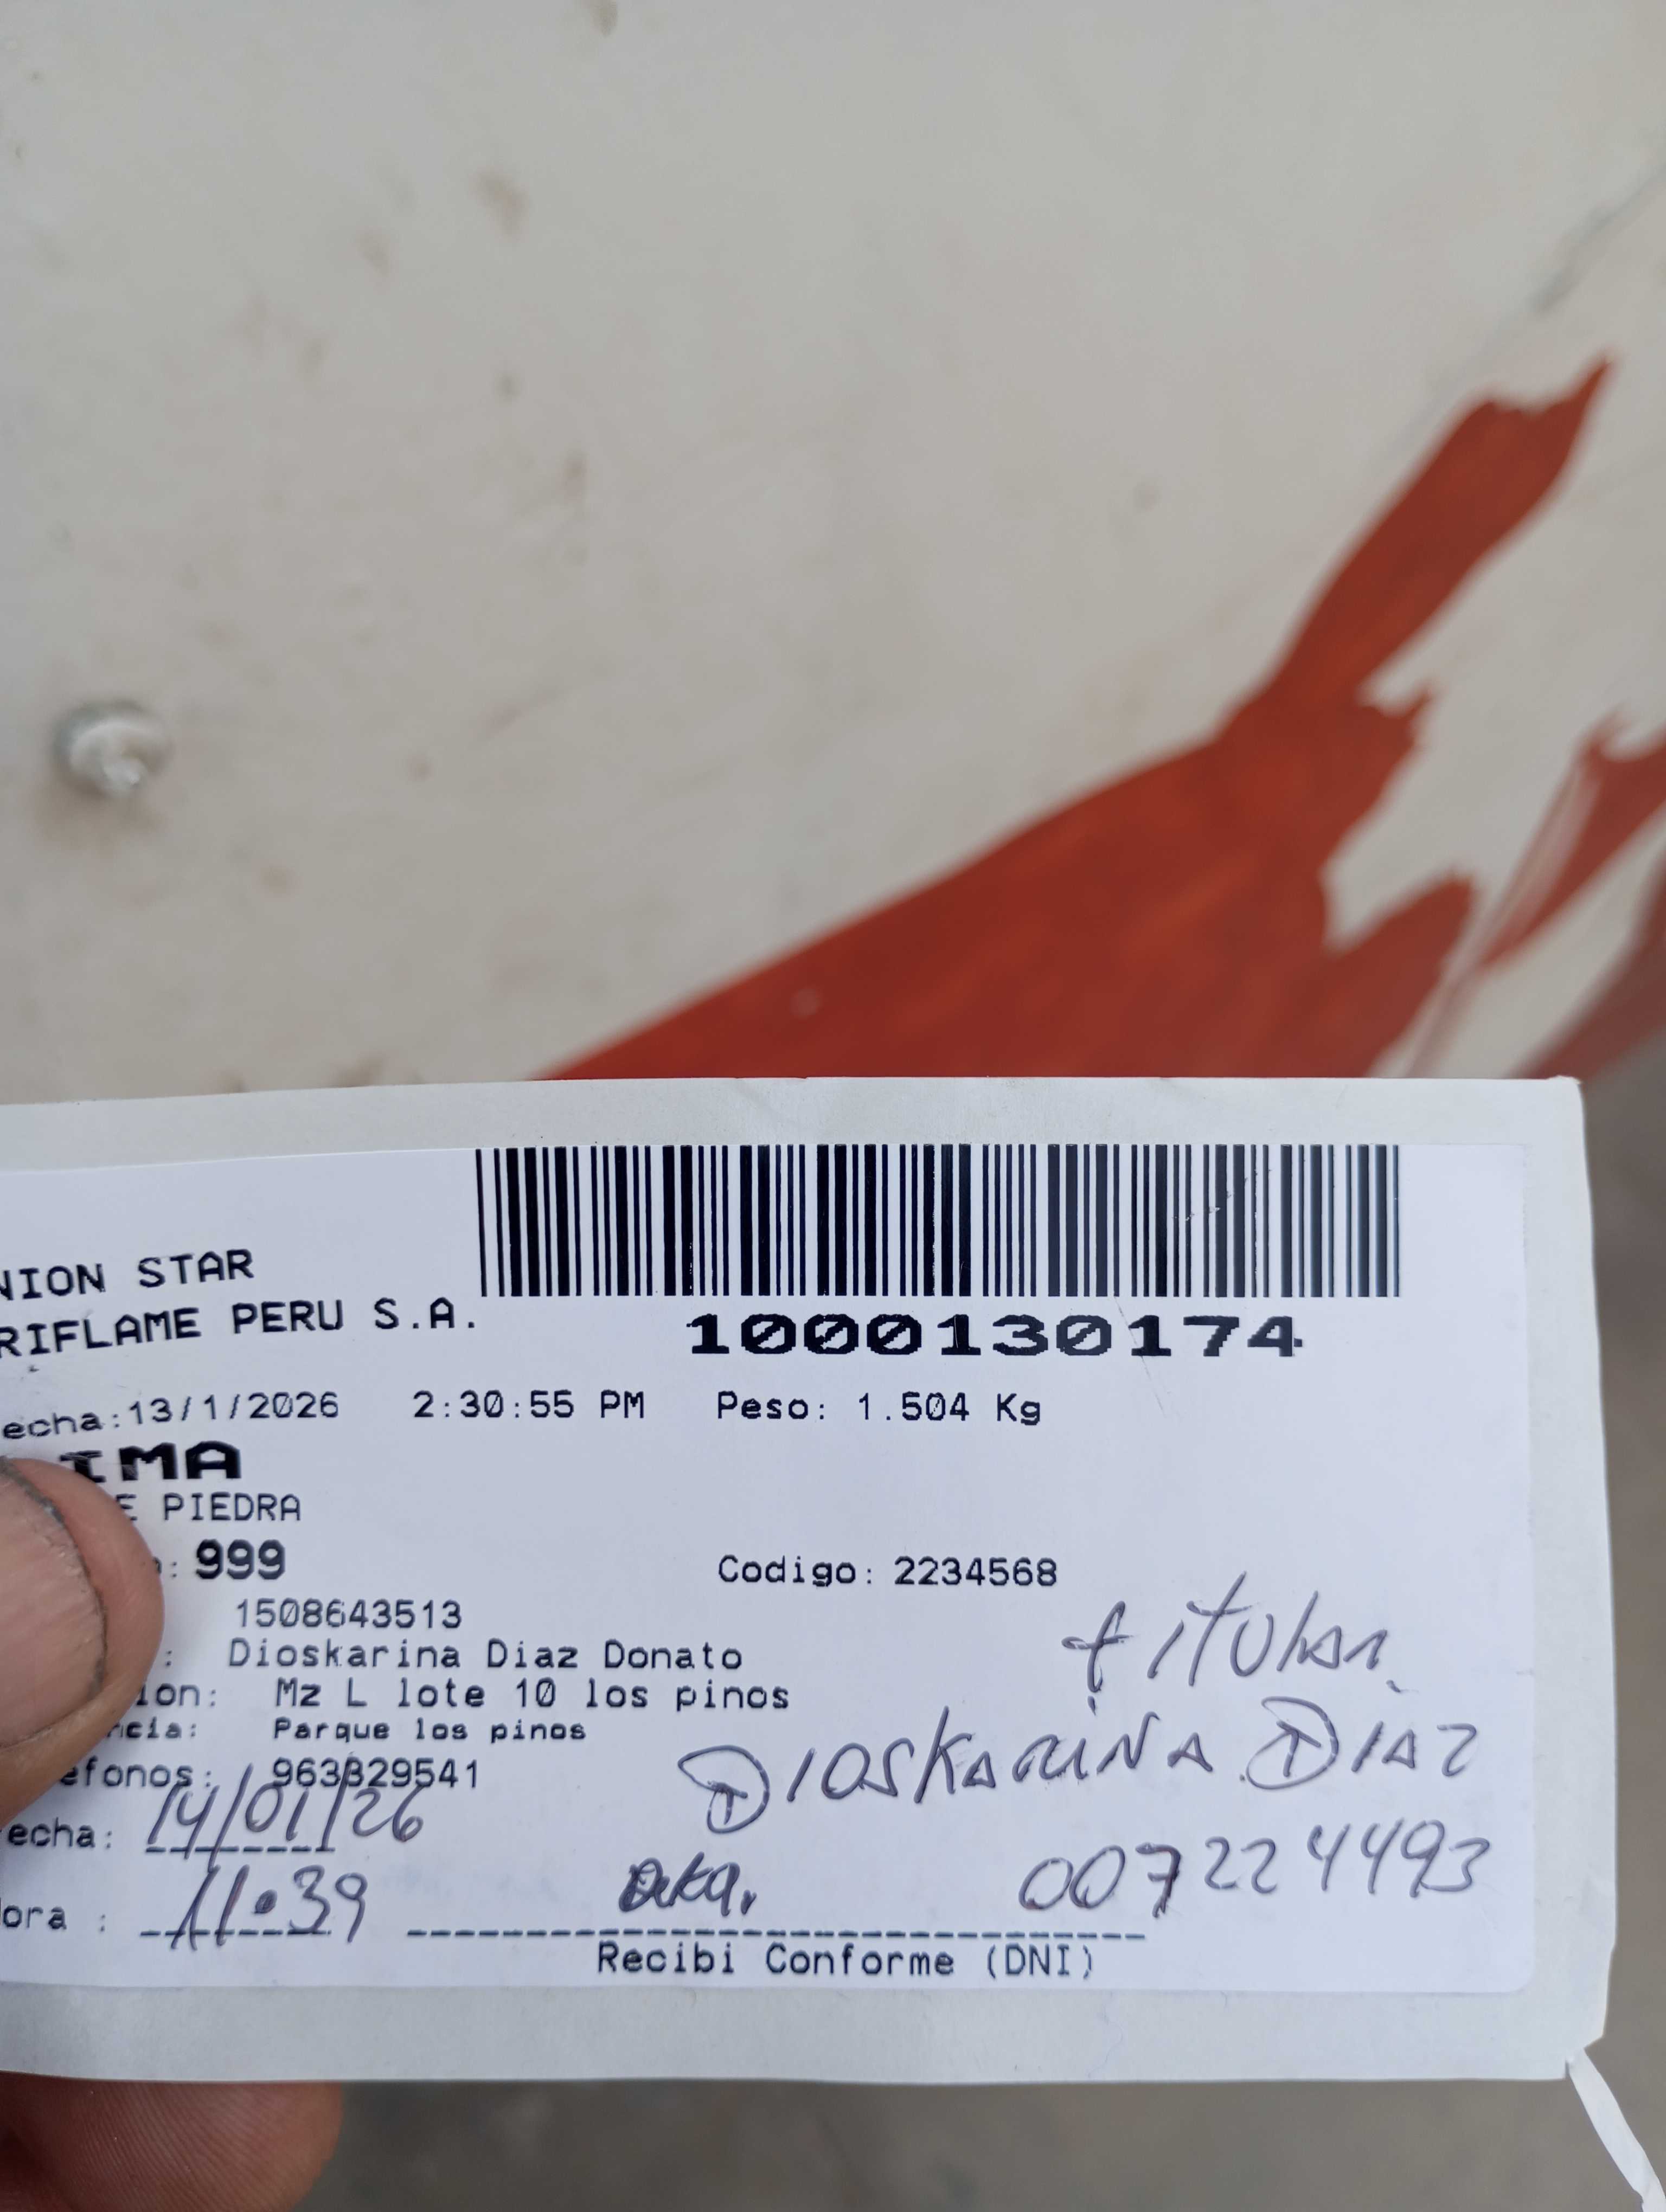 NION STAR
RIFLAME PERU S.A.
1000130174
echa:13/1/2026 2:30:55 PM Peso: 1.504 Kg
IMA
E PIEDRA
: 999 Codigo: 2234568
1508643513
titular
: Dioskarina Diaz Donato
ion: Mz L lote 10 los pinos
ncia: Parque los pinos
DIOSKARINA DIAZ
efonos: 963829541
echa: 14/01/26
007224493
ora : 11:39
Recibi Conforme (DNI)